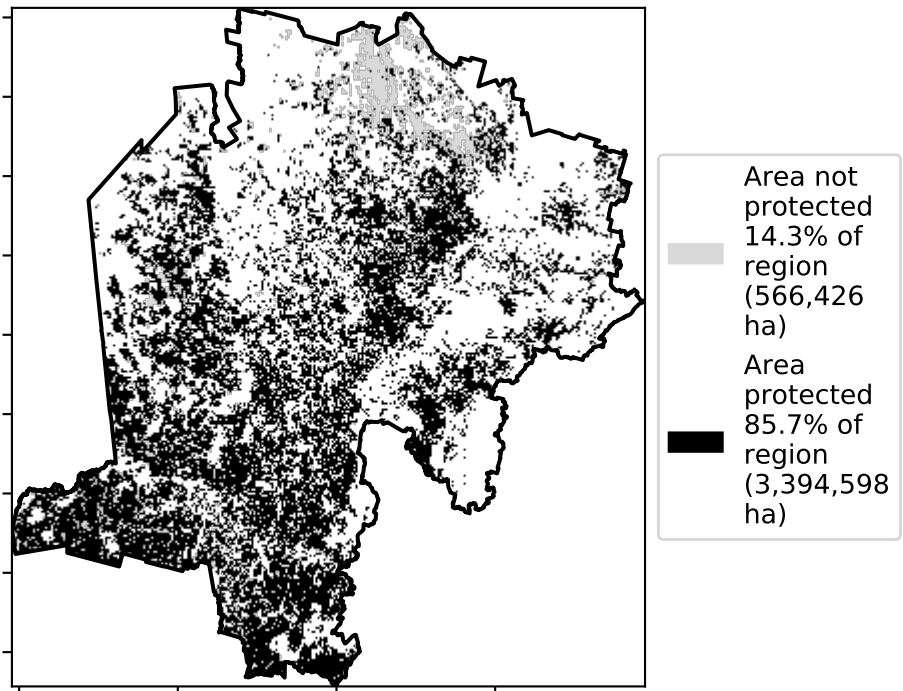 Area not
protected
14.3% of
region
(566,426
ha)
Area
protected
85.7% of
region
(3,394,598
ha)